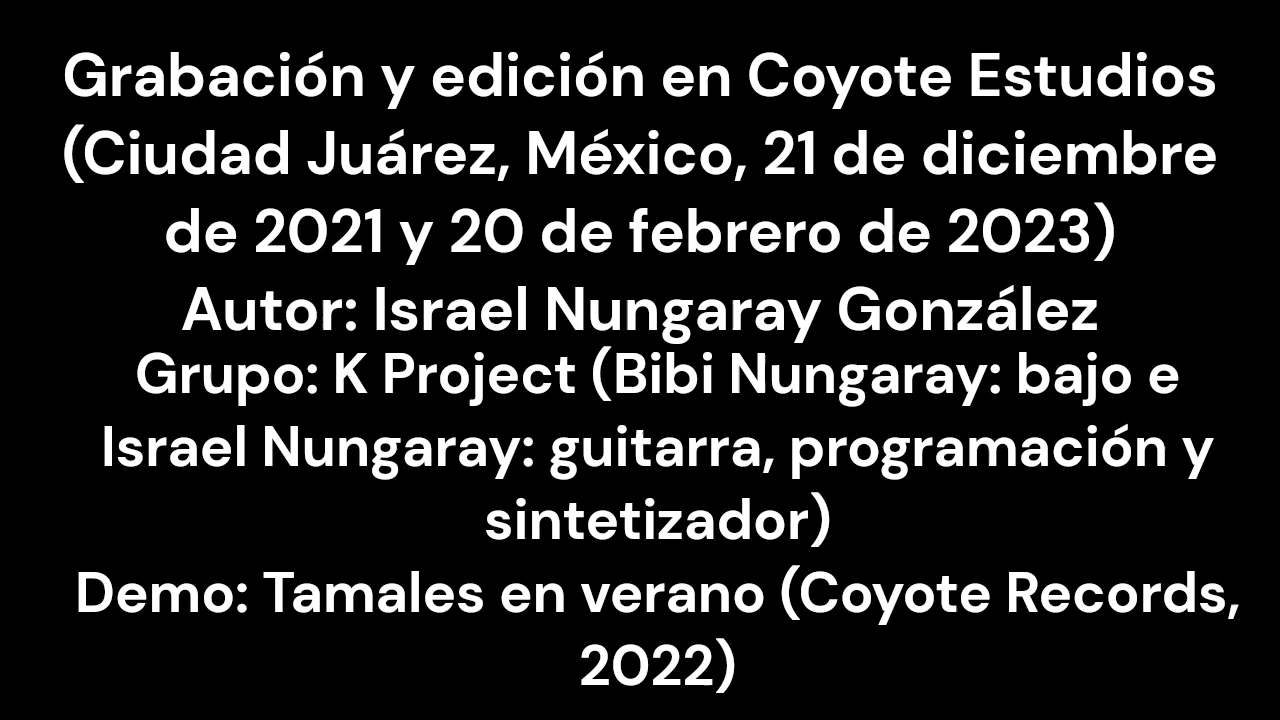 Grabación y edición en Coyote Estudios
(Ciudad Juárez, México, 21 de diciembre
de 2021 y 20 de febrero de 2023)
Autor: Israel Nungaray González
Grupo: K Project (Bibi Nungaray: bajo e
Israel Nungaray: guitarra, programación y
sintetizador)
Demo: Tamales en verano (Coyote Records,
2022)